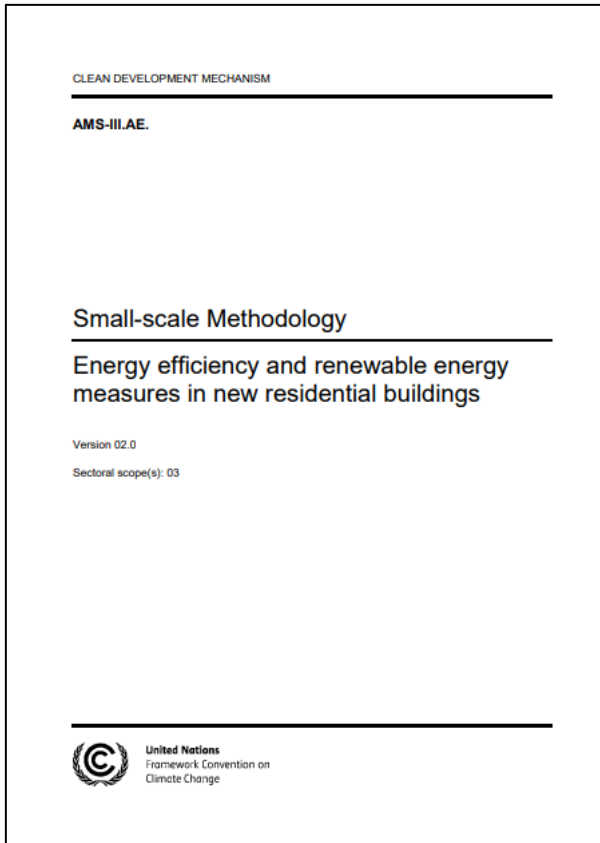 CLEAN DEVELOPMENT MECHANISM
AMS-III.AE.
Small-scale Methodology
Energy efficiency and renewable energy
measures in new residential buildings
Version 02.0
Sectoral scope(s): 03
United Nations
Framework Convention on
Climate Change